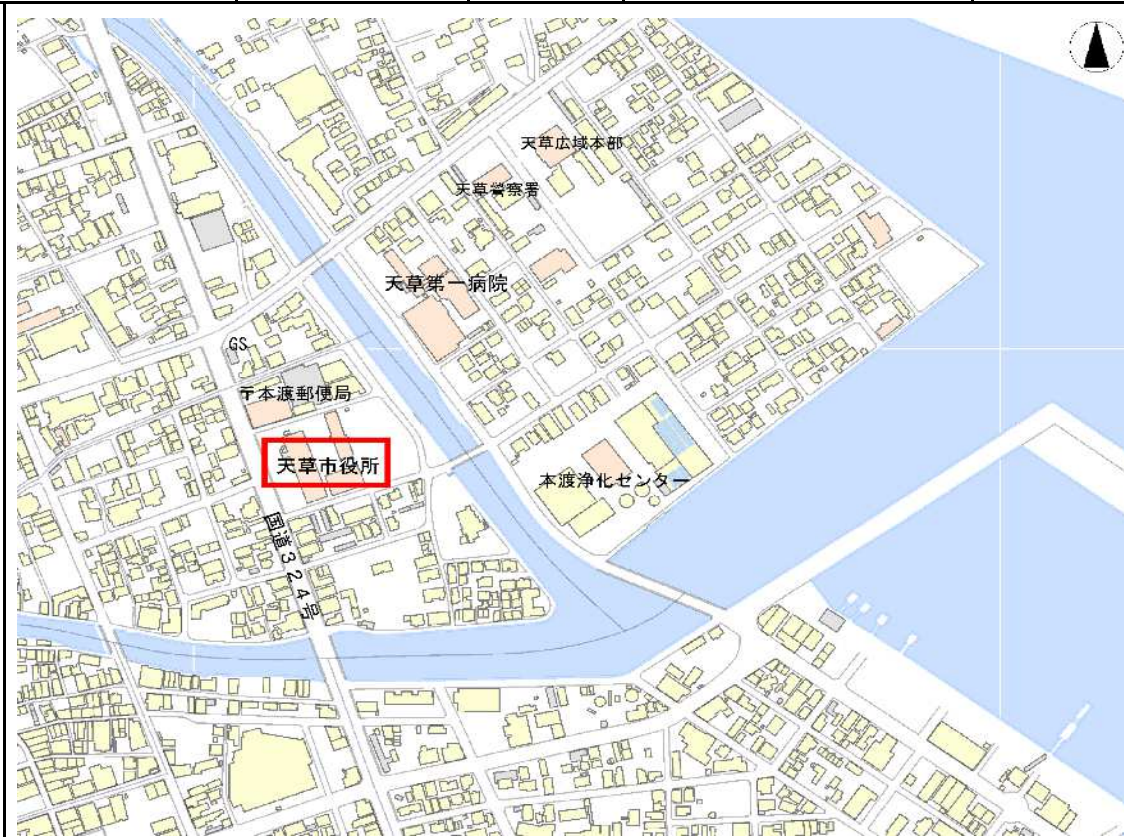 天草広域本部
天草警察署
天草第一病院
GS
〒本渡郵便局
天草市役所
本渡浄化センター
国道324号